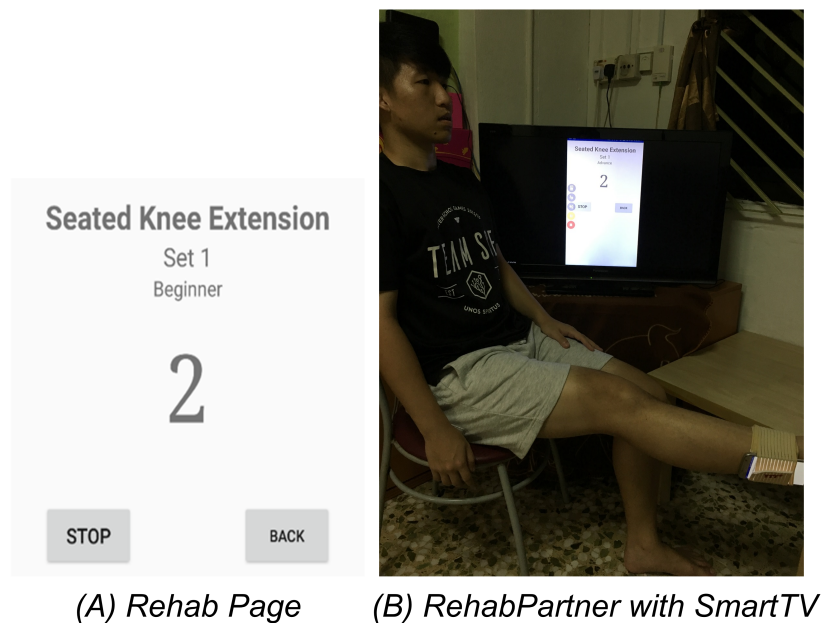 Seated Knee Extension
Set 1
Beginner
2
STOP BACK
Seated Knee Extension
Set 1
2
STOP BACK
TEAM
UNOS
(A) Rehab Page
(B) RehabPartner with SmartTV